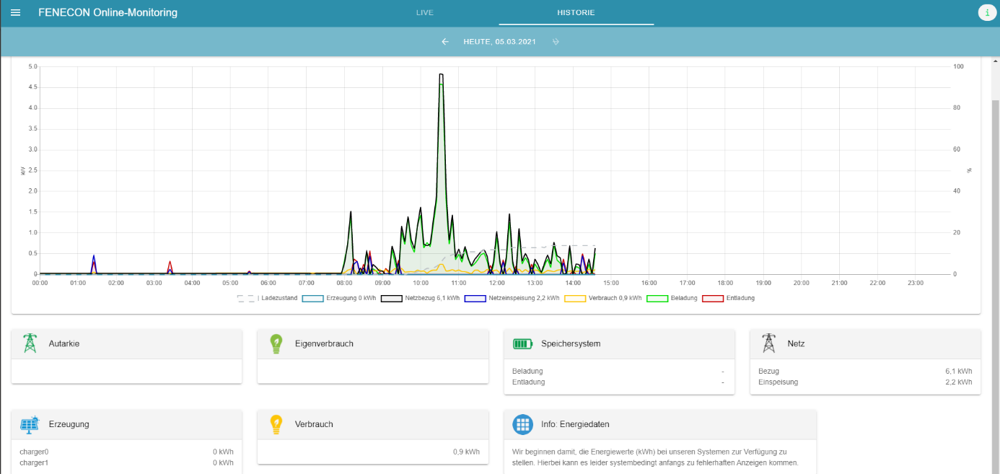 FENECON Online-Monitoring
LIVE
HISTORIE
i
HEUTE, 05.03.2021
5.0
4.5
4.0
3.5
3.0
2.5
2.0
1.5
1.0
0.5
0
kW
100
80
60
40
20
0
%
00:00 01:00 02:00 03:00 04:00 05:00 06:00 07:00 08:00 09:00 10:00 11:00 12:00 13:00 14:00 15:00 16:00 17:00 18:00 19:00 20:00 21:00 22:00 23:00
Ladezustand Erzeugung 0 kWh Netzbezug 6,1 kWh Netzeinspeisung 2,2 kWh Verbrauch 0,9 kWh Beladung Entladung
Autarkie
Eigenverbrauch
Speichersystem
Beladung -
Entladung -
Netz
Bezug 6,1 kWh
Einspeisung 2,2 kWh
Erzeugung
charger0 0 kWh
charger1 0 kWh
Verbrauch
0,9 kWh
Info: Energiedaten
Wir beginnen damit, die Energiewerte (kWh) bei unseren Systemen zur Verfügung zu
stellen. Hierbei kann es leider systembedingt anfangs zu fehlerhaften Anzeigen kommen.